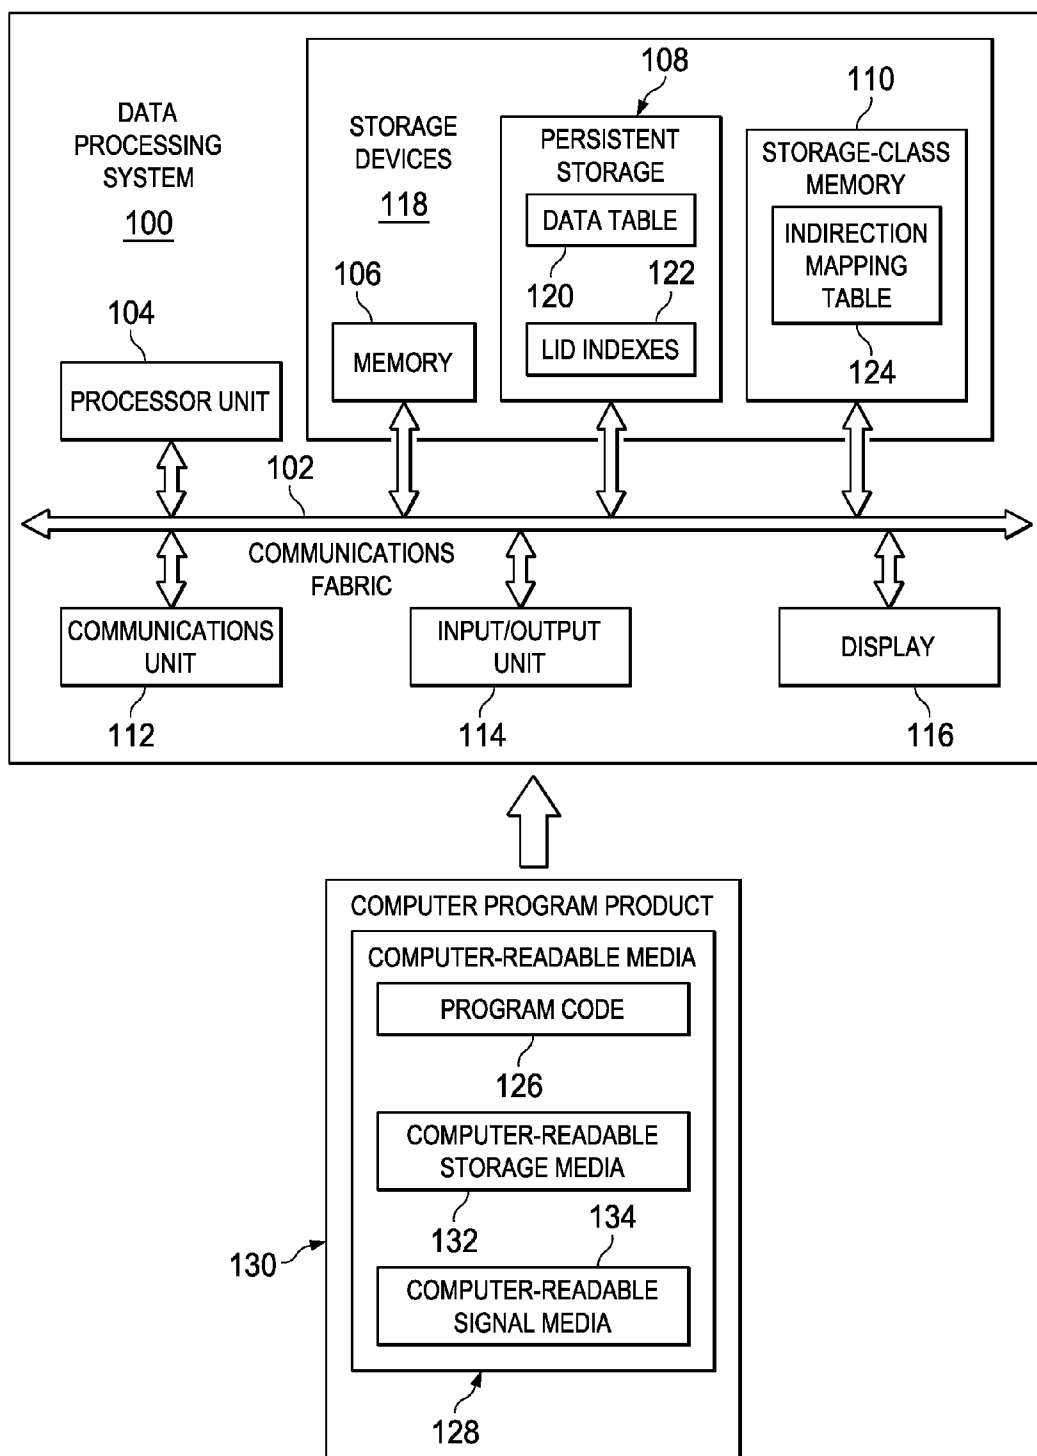 DATA
PROCESSING
SYSTEM
100
STORAGE
DEVICES
118
108
PERSISTENT
STORAGE
DATA TABLE
120
122
LID INDEXES
110
STORAGE-CLASS
MEMORY
INDIRECTION
MAPPING
TABLE
124
106
MEMORY
104
PROCESSOR UNIT
102
COMMUNICATIONS
FABRIC
COMMUNICATIONS
UNIT
112
INPUT/OUTPUT
UNIT
114
DISPLAY
116
COMPUTER PROGRAM PRODUCT
COMPUTER-READABLE MEDIA
PROGRAM CODE
126
COMPUTER-READABLE
STORAGE MEDIA
132
134
130
COMPUTER-READABLE
SIGNAL MEDIA
128